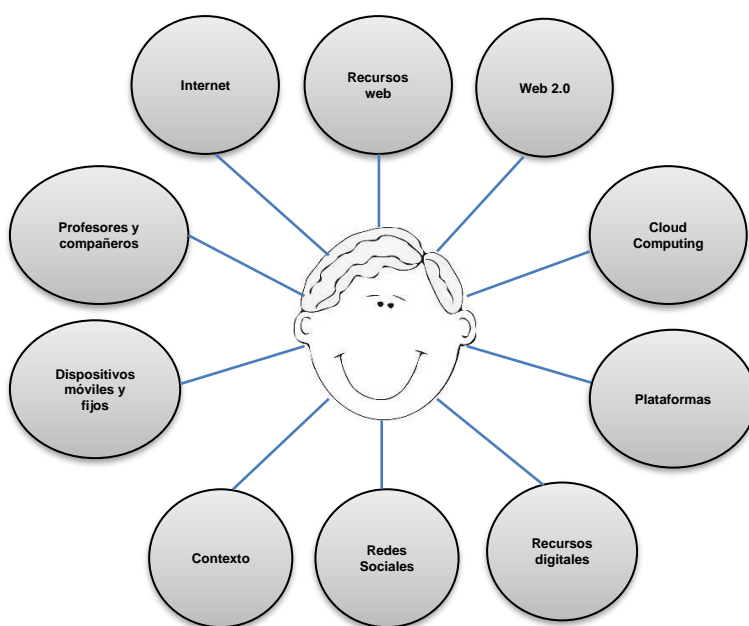 Internet
Recursos
web
Web 2.0
Profesores y
compañeros
Cloud
Computing
Dispositivos
móviles y
fijos
Plataformas
Contexto
Redes
Sociales
Recursos
digitales